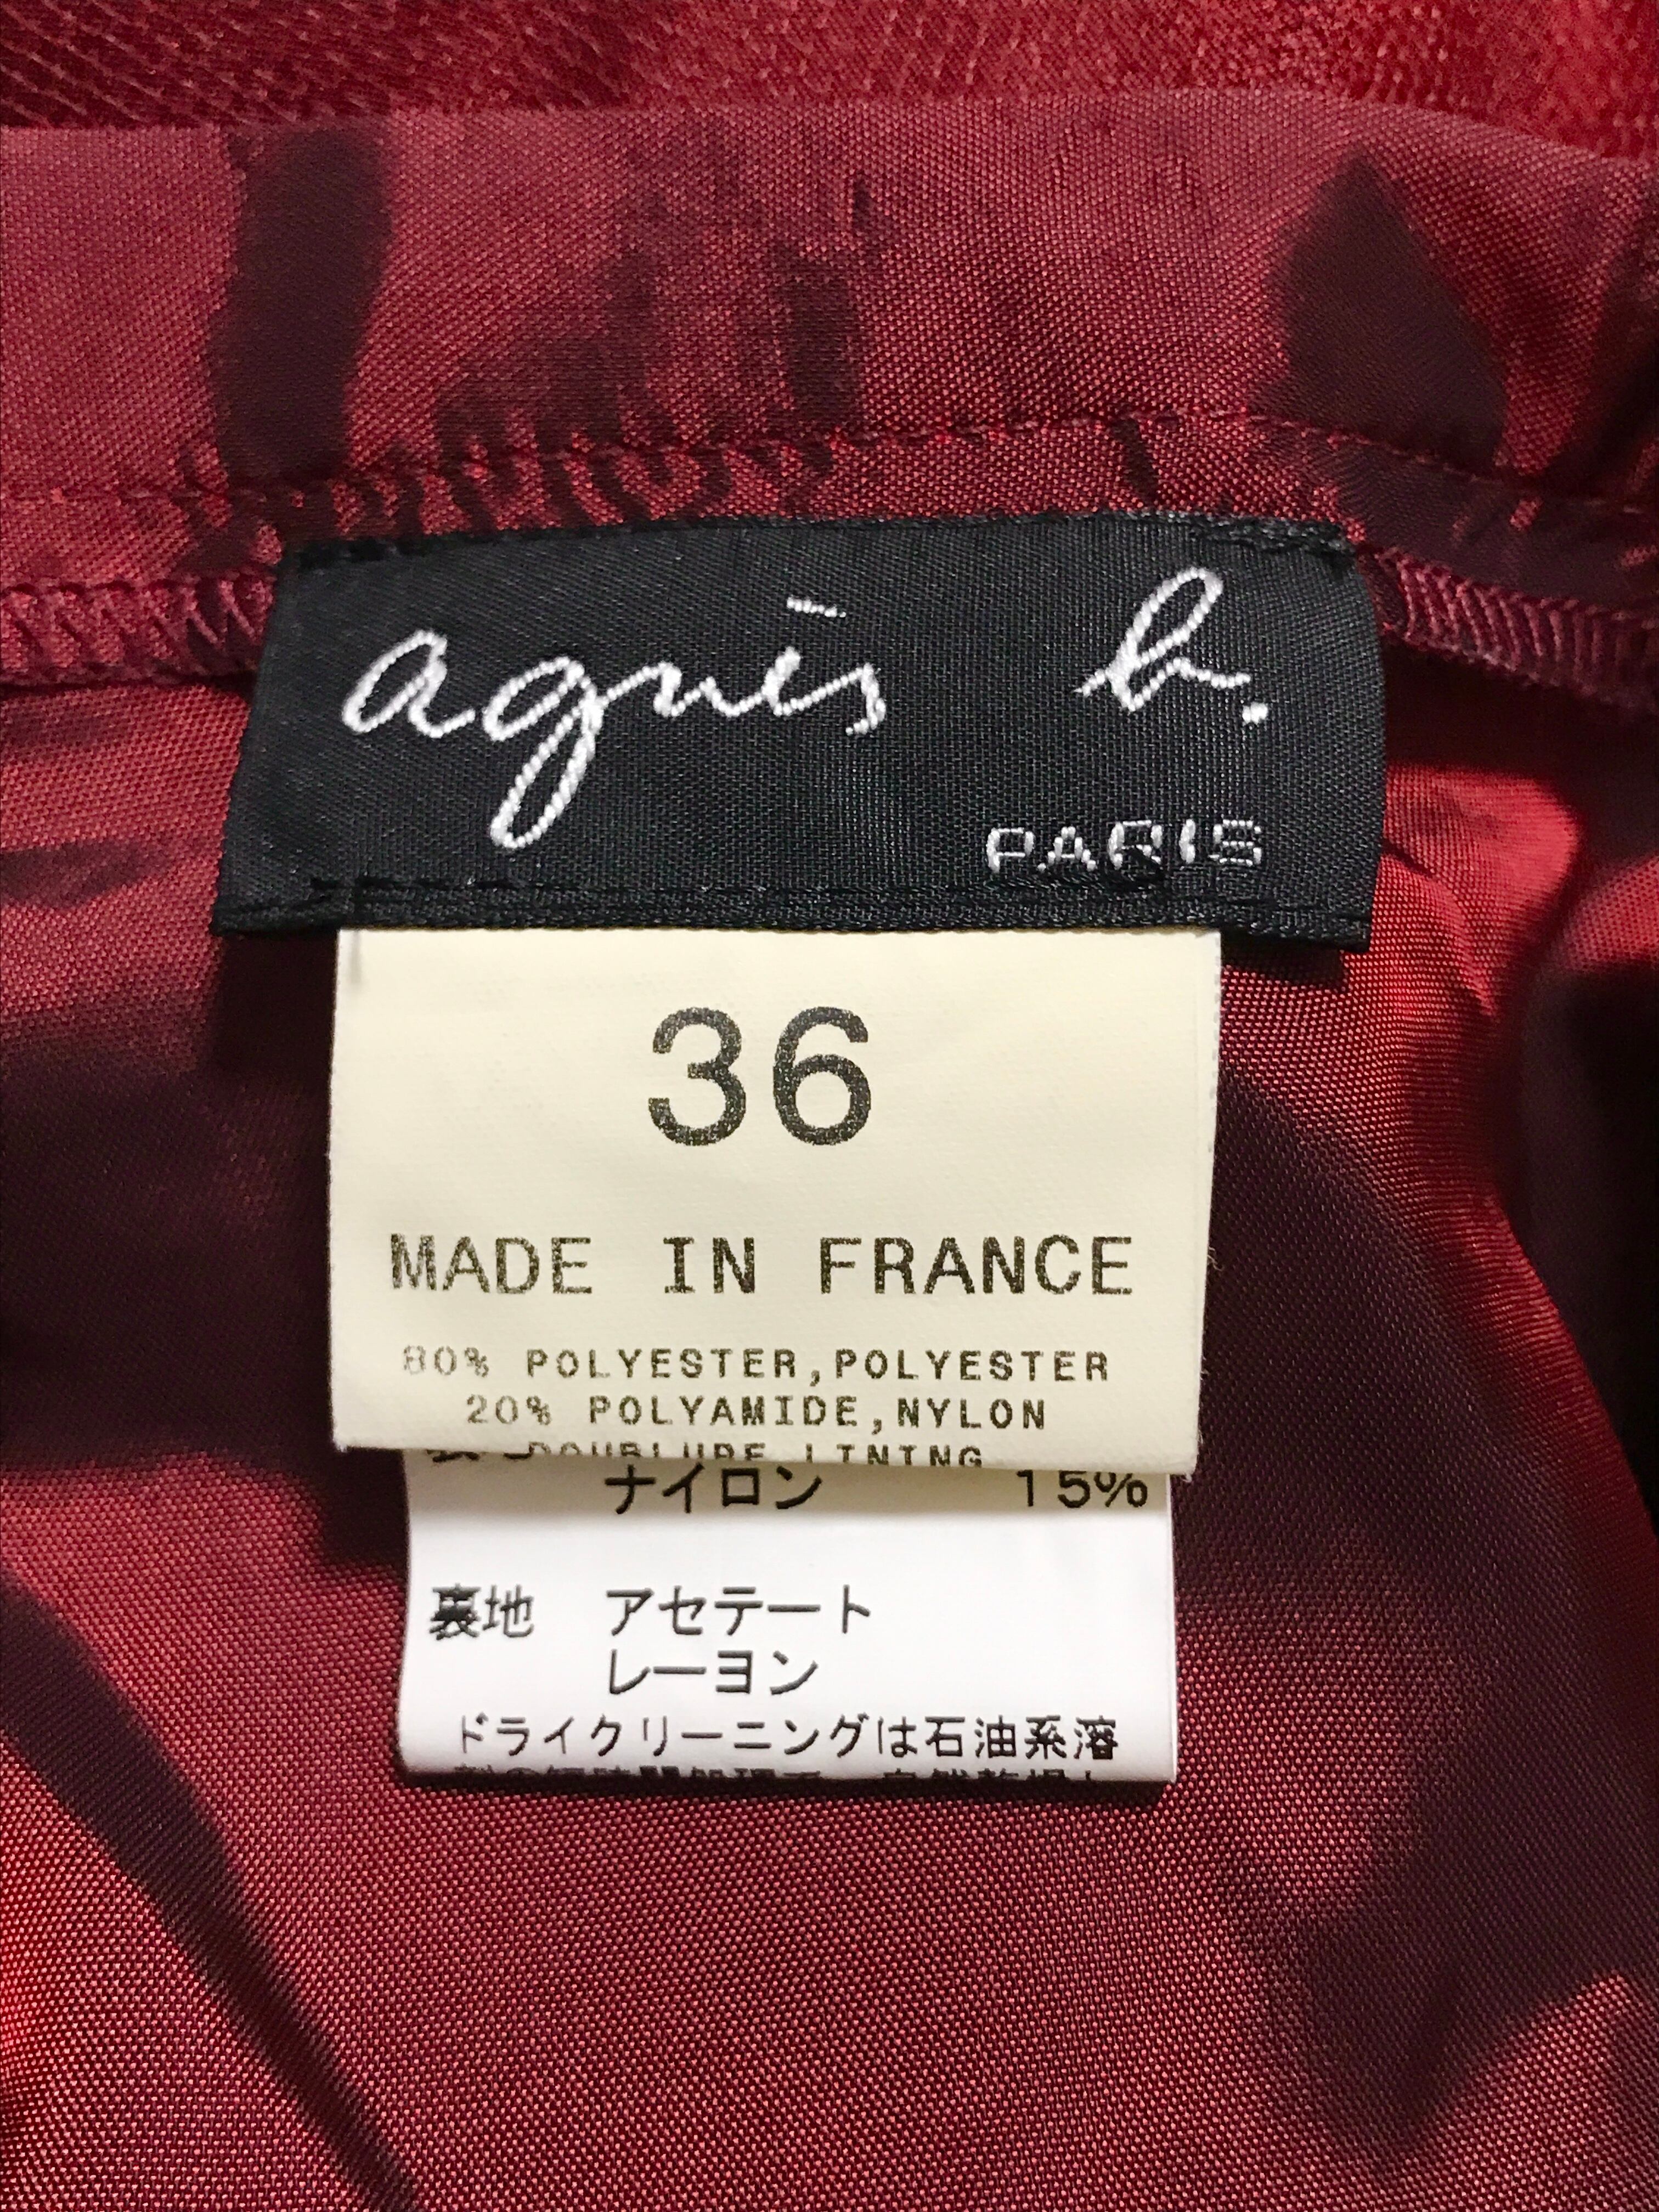 agnès b.
PARIS
36
MADE IN FRANCE
80% POLYESTER,POLYESTER
20% POLYAMIDE,NYLON
DOUBLURE LINING
ナイロン 15%
裏地 アセテート
レーヨン
ドライクリーニングは石油系溶